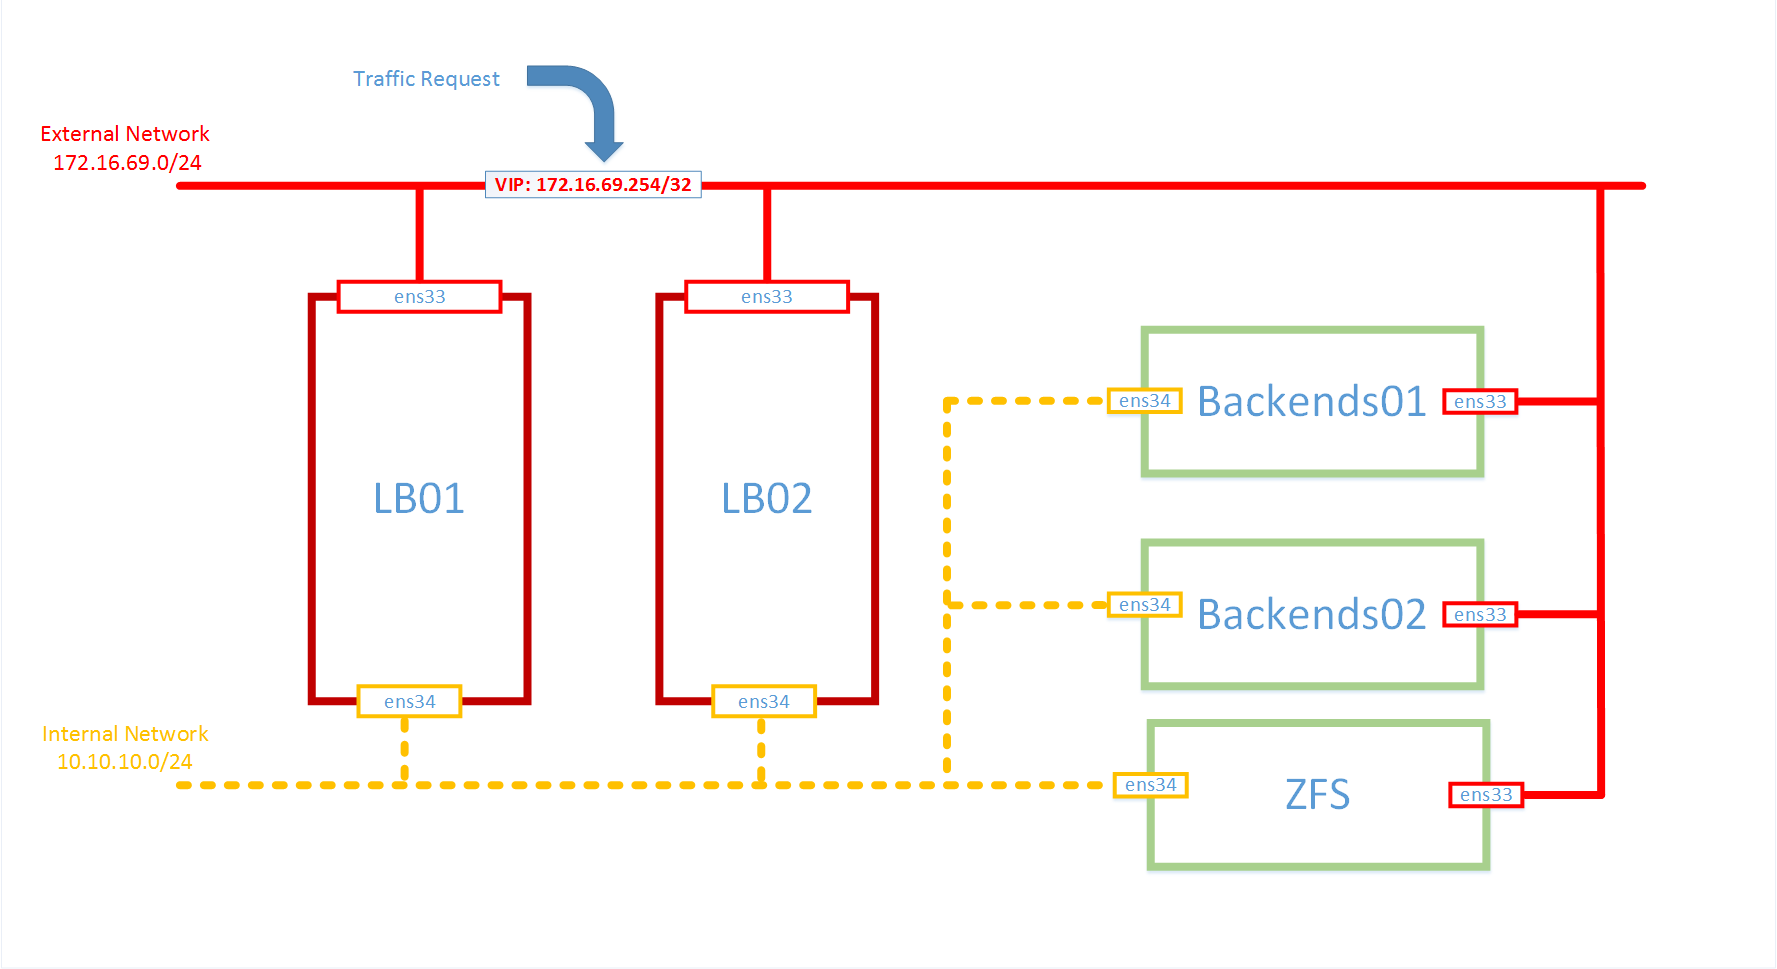 Traffic Request
External Network
172.16.69.0/24
VIP: 172.16.69.254/32
ens33
ens33
ens34
Backends01
ens33
LB01
LB02
ens34
Backends02
ens33
ens34
ens34
Internal Network
10.10.10.0/24
ens34
ZFS
ens33